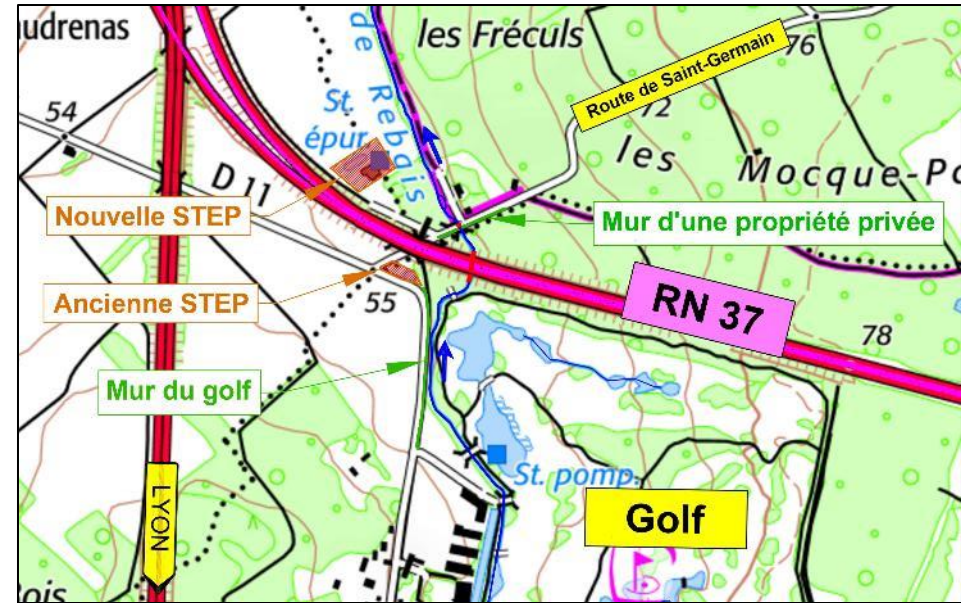 udrenas
les Fréculs
76
Route de Saint-Germain
72
54
de Rebais
St.
épur
les Mocque-Po
D 11
Nouvelle STEP
Mur d'une propriété privée
Ancienne STEP
55
RN 37
78
Mur du golf
St. pomp.
LYON
Golf
Bois